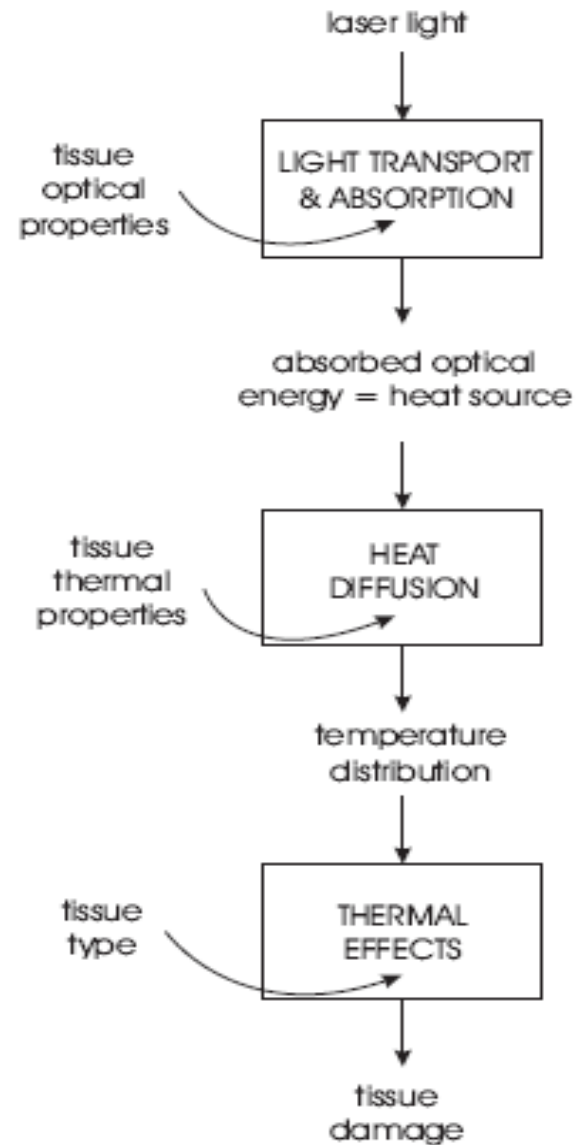 laser light
tissue
optical
properties
LIGHT TRANSPORT
& ABSORPTION
absorbed optical
energy = heat source
tissue
thermal
properties
HEAT
DIFFUSION
temperature
distribution
tissue
type
THERMAL
EFFECTS
tissue
damage